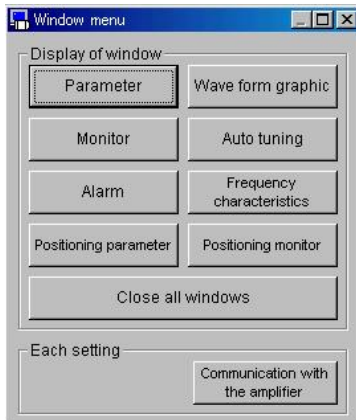 Window menu
Display of window
Parameter
Wave form graphic
Monitor
Auto tuning
Alarm
Frequency
characteristics
Positioning parameter
Positioning monitor
Close all windows
Each setting
Communication with
the amplifier